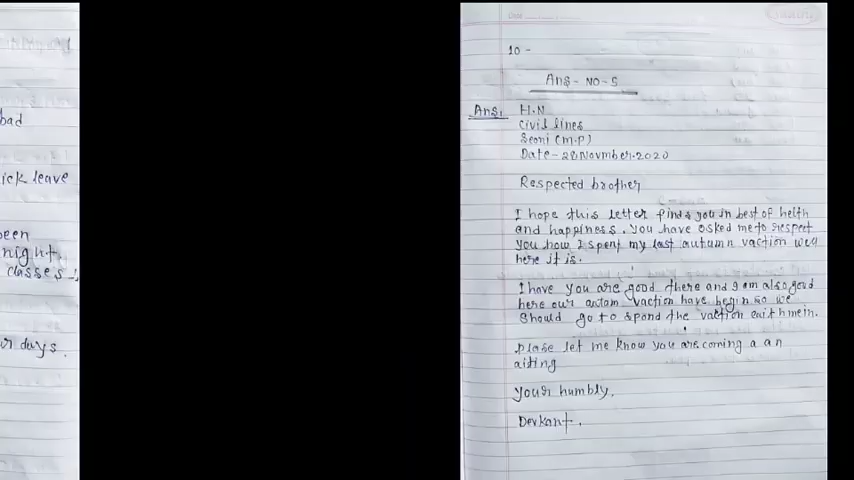 bad
ick leave
een
night
classes
ur days.
10 -
Ans - NO - 5
Ans: H.N
Civil lines
Seoni (m.p)
Date - 28 Novmber.2020
Respected brother
I hope this letter finds you in best of helth
and happiness. you have asked me to respect
you how I spent my last autumn vaction well
here it is.
I have you are good there and I am also good
here our autam vaction have begin so we
should go to spond the vaction
Please let me know you are coming a an
aiting
your humbly,
Devkant.